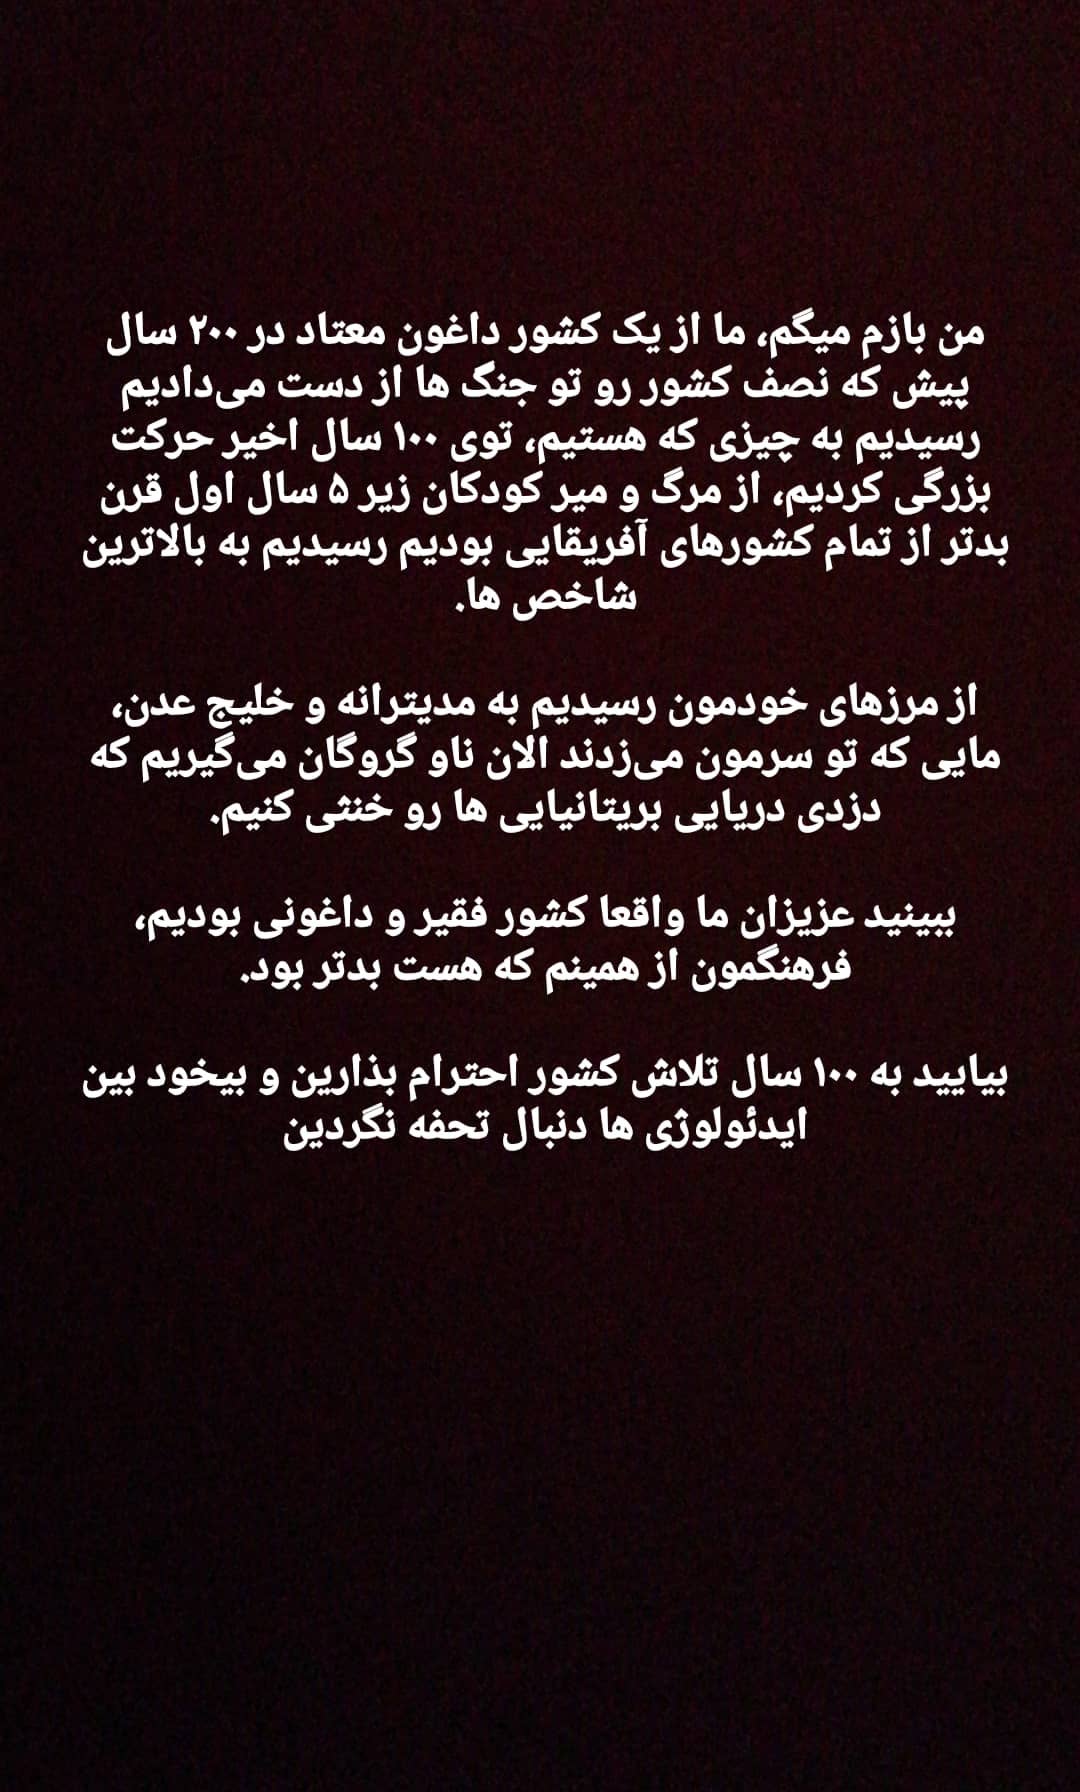 من بازم میگم، ما از یک کشور داغون معتاد در ۲۰۰ سال
پیش که نصف کشور رو تو جنگ ها از دست می‌دادیم
رسیدیم به چیزی که هستیم، توی ۱۰۰ سال اخیر حرکت
بزرگی کردیم، از مرگ و میر کودکان زیر ۵ سال اول قرن
بدتر از تمام کشورهای آفریقایی بودیم رسیدیم به بالاترین
شاخص ها.
از مرزهای خودمون رسیدیم به مدیترانه و خلیج عدن،
مایی که تو سرمون می‌زدند الان ناو گروگان می‌گیریم که
دزدی دریایی بریتانیایی ها رو خنثی کنیم.
ببینید عزیزان ما واقعا کشور فقیر و داغونی بودیم،
فرهنگمون از همینم که هست بدتر بود.
بیایید به ۱۰۰ سال تلاش کشور احترام بذارین و بیخود بین
ایدئولوژی ها دنبال تحفه نگردین